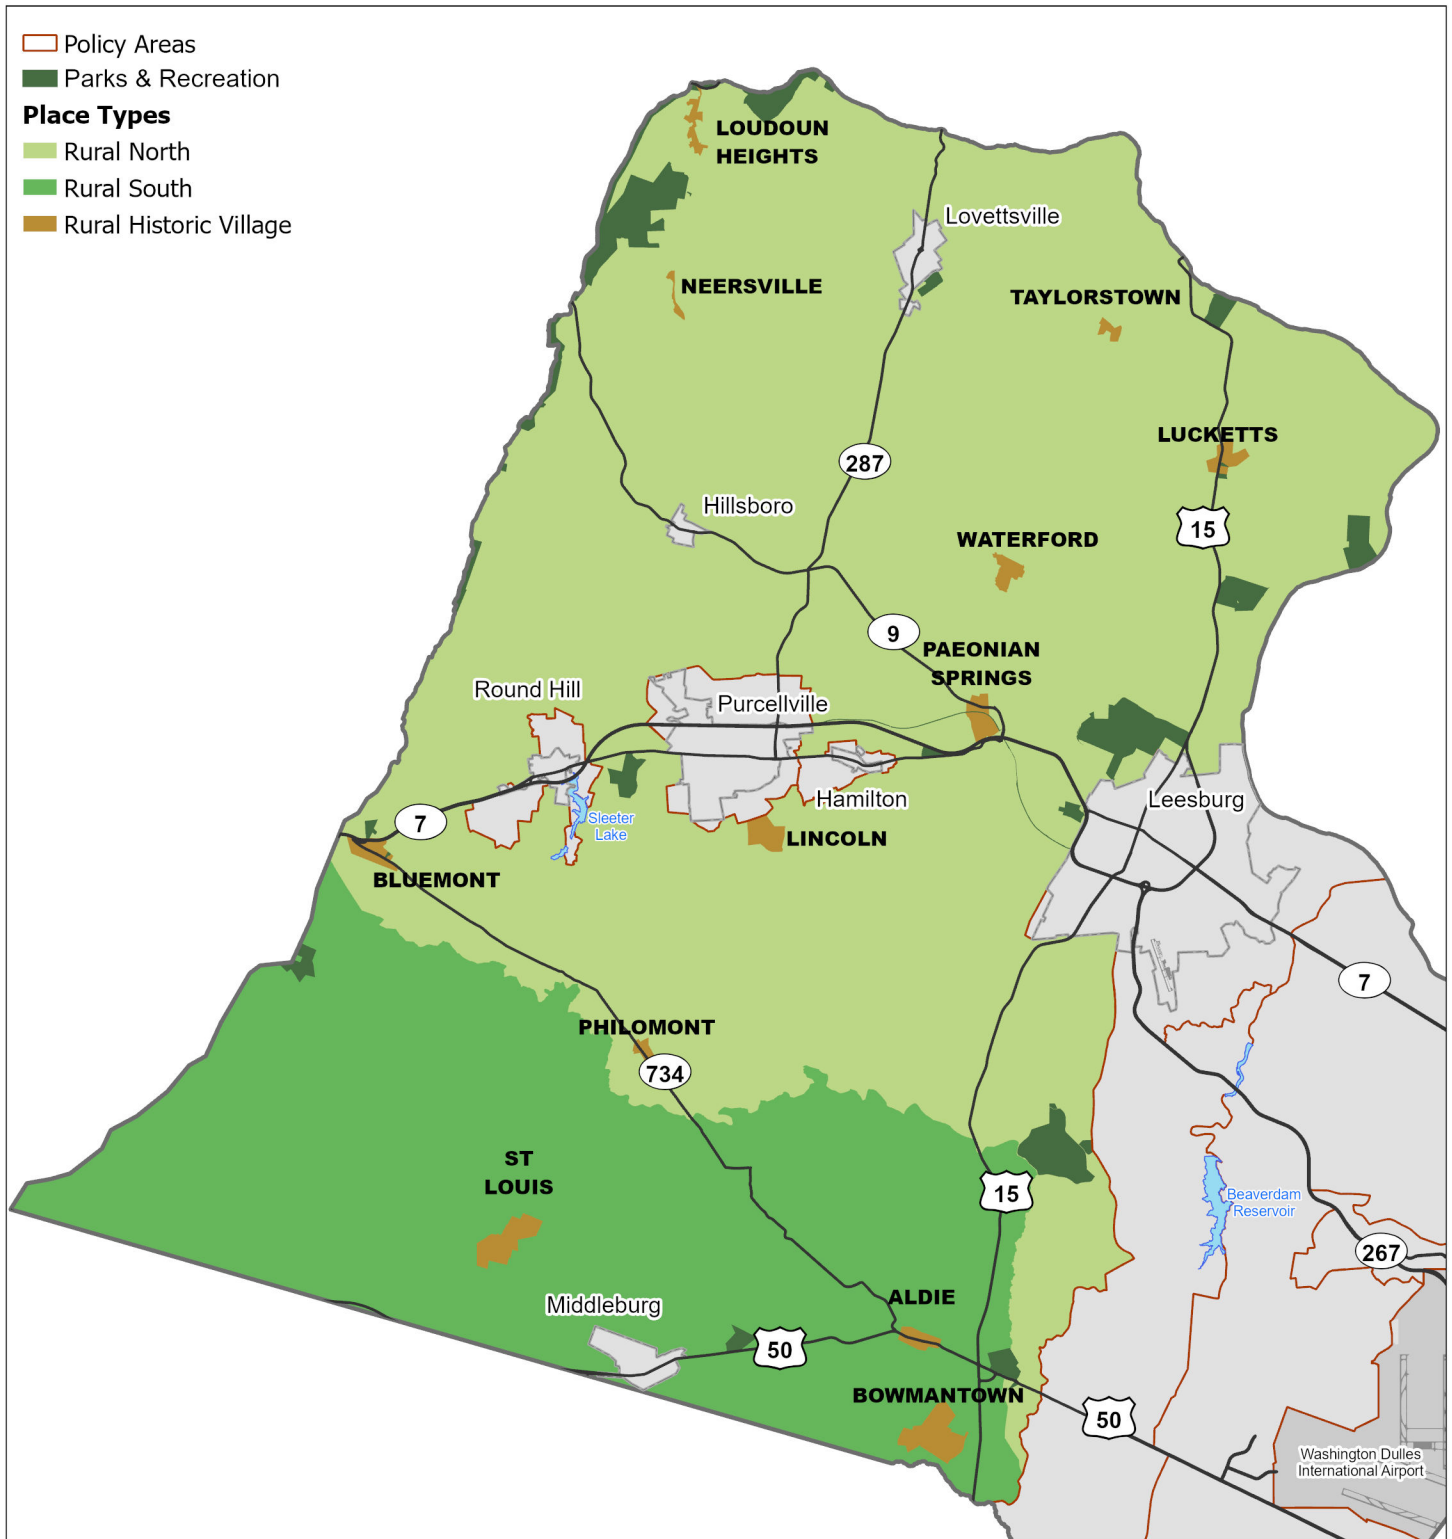 Policy Areas
Parks & Recreation
Place Types
Rural North
Rural South
Rural Historic Village
LOUDOUN
HEIGHTS
Lovettsville
NEERSVILLE
TAYLORSTOWN
LUCKETTS
287
Hillsboro
15
WATERFORD
9
PAEONIAN
SPRINGS
Round Hill
Purcellville
Hamilton
Leesburg
7
Sleeter
Lake
LINCOLN
BLUEMONT
7
PHILOMONT
734
ST
LOUIS
15
Beaverdam
Reservoir
267
ALDIE
Middleburg
50
BOWMANTOWN
50
Washington Dulles
International Airport